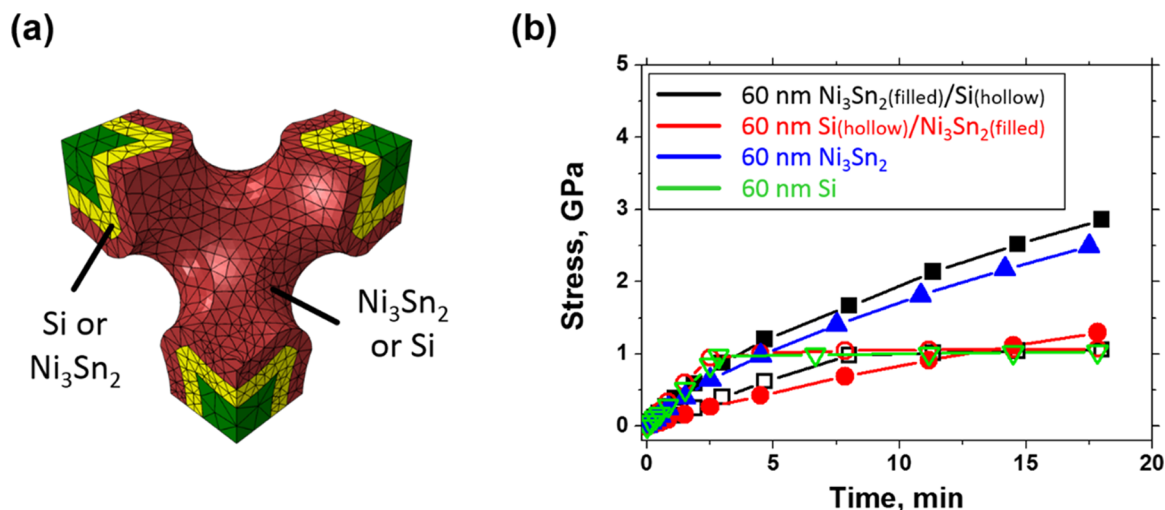 (a)
Si or
Ni₃Sn₂
Ni₃Sn₂
or Si
(b)
5
4
3
2
1
0
Stress, GPa
60 nm Ni₃Sn₂(filled)/Si(hollow)
60 nm Si(hollow)/Ni₃Sn₂(filled)
60 nm Ni₃Sn₂
60 nm Si
0 5 10 15 20
Time, min